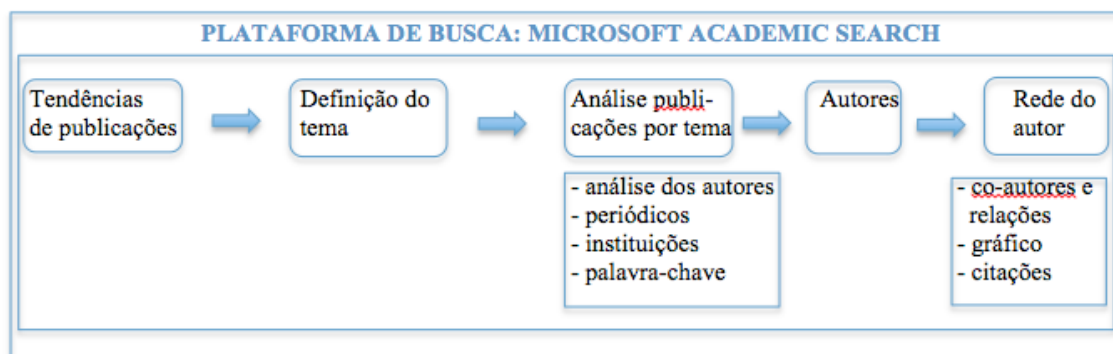 PLATAFORMA DE BUSCA: MICROSOFT ACADEMIC SEARCH
Tendências
de publicações
Definição do
tema
Análise publi-
cações por tema
Autores
Rede do
autor
- análise dos autores
- periódicos
- instituições
- palavra-chave
- co-autores e
relações
- gráfico
- citações